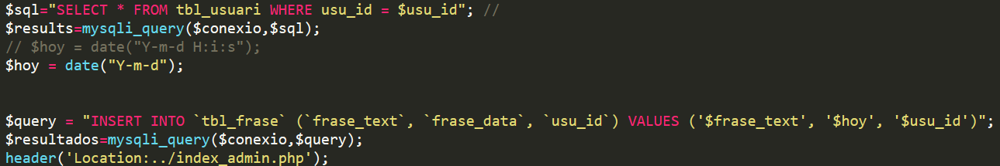 $sql="SELECT * FROM tbl_usuari WHERE usu_id = $usu_id"; //
$results=mysqli_query($conexio,$sql);
// $hoy = date("Y-m-d H:i:s");
$hoy = date("Y-m-d");
$query = "INSERT INTO `tbl_frase` (`frase_text`, `frase_data`, `usu_id`) VALUES ('$frase_text', '$hoy', '$usu_id')";
$resultados=mysqli_query($conexio,$query);
header('Location:../index_admin.php');